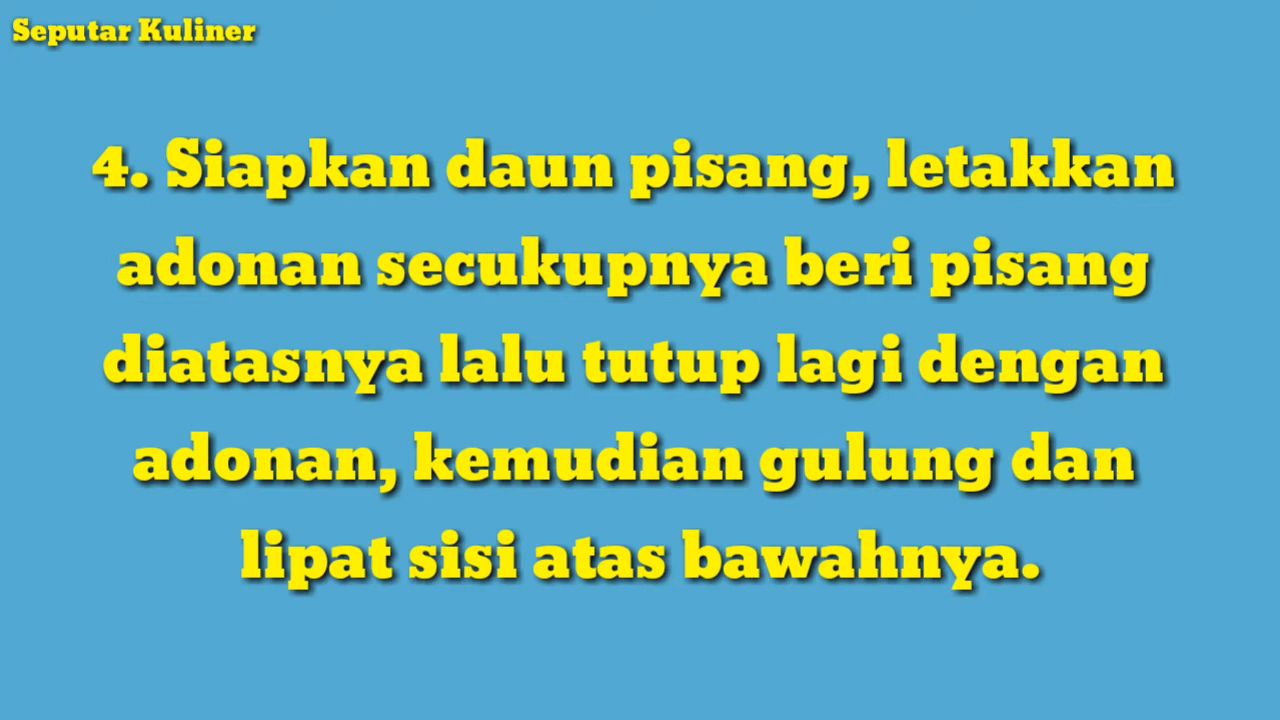 Seputar Kuliner
4. Siapkan daun pisang, letakkan
adonan secukupnya beri pisang
diatasnya lalu tutup lagi dengan
adonan, kemudian gulung dan
lipat sisi atas bawahnya.